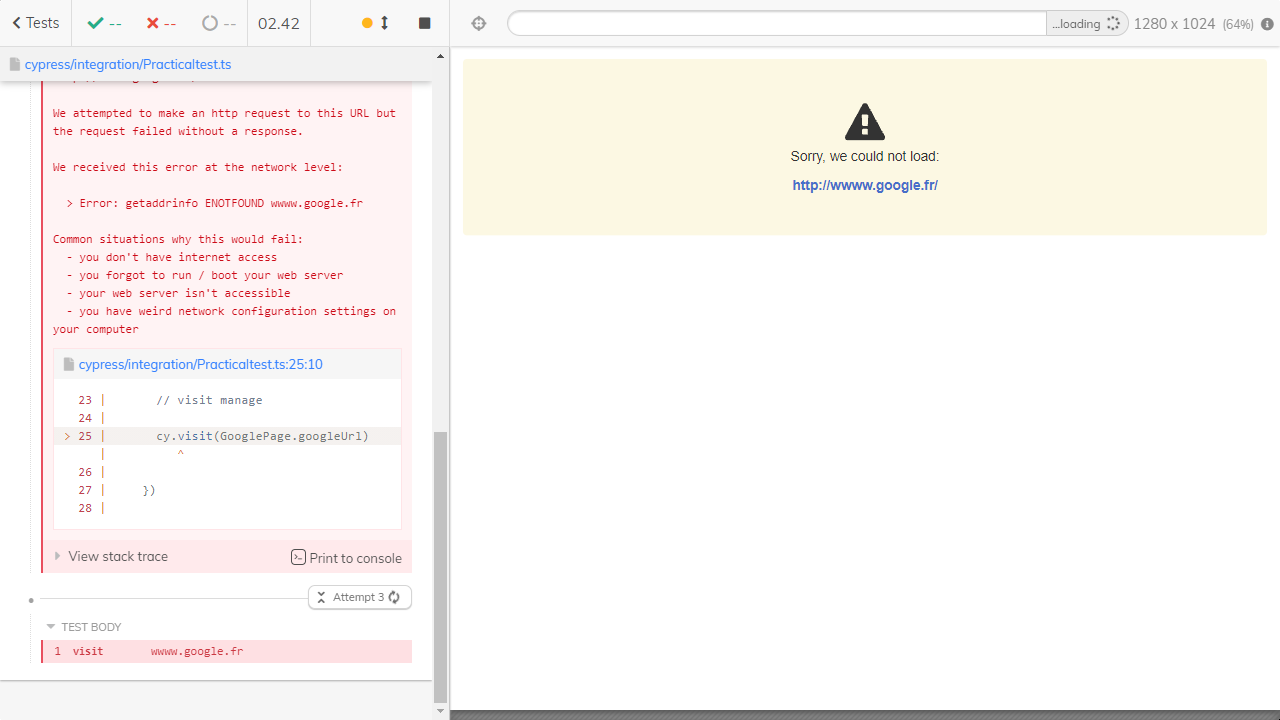 Tests
--
--
--
02.42
...loading
1280 x 1024 (64%)
cypress/integration/Practicaltest.ts
We attempted to make an http request to this URL but
the request failed without a response.
We received this error at the network level:
> Error: getaddrinfo ENOTFOUND wwww.google.fr
Common situations why this would fail:
- you don't have internet access
- you forgot to run / boot your web server
- your web server isn't accessible
- you have weird network configuration settings on
your computer
cypress/integration/Practicaltest.ts:25:10
23 | // visit manage
24 |
> 25 | cy.visit(GooglePage.googleUrl)
| ^
26 |
27 | })
28 |
View stack trace
Print to console
Attempt 3
TEST BODY
1 visit wwww.google.fr
Sorry, we could not load:
http://wwww.google.fr/